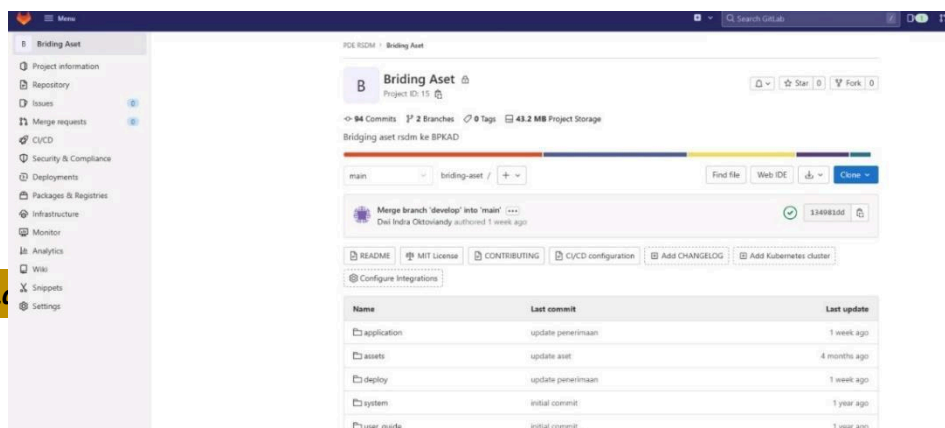 Menu
Search GitLab
B Briding Aset
Project information
Repository
Issues 0
Merge requests 0
CI/CD
Security & Compliance
Deployments
Packages & Registries
Infrastructure
Monitor
Analytics
Wiki
Snippets
Settings
PDE RSDM > Briding Aset
B
Briding Aset
Project ID: 15
Star 0
Fork 0
94 Commits 2 Branches 0 Tags 43.2 MB Project Storage
Bridging aset rsdm ke BPKAD
main
briding-aset / +
Find file
Web IDE
Clone
Merge branch 'develop' into 'main'
Dwi Indra Oktoviandy authored 1 week ago
134981dd
README
MIT License
CONTRIBUTING
CI/CD configuration
Add CHANGELOG
Add Kubernetes cluster
Configure Integrations
Name Last commit Last update
application update penerimaan 1 week ago
assets update aset 4 months ago
deploy update penerimaan 1 week ago
system initial commit 1 year ago
user_guide initial commit 1 year ago